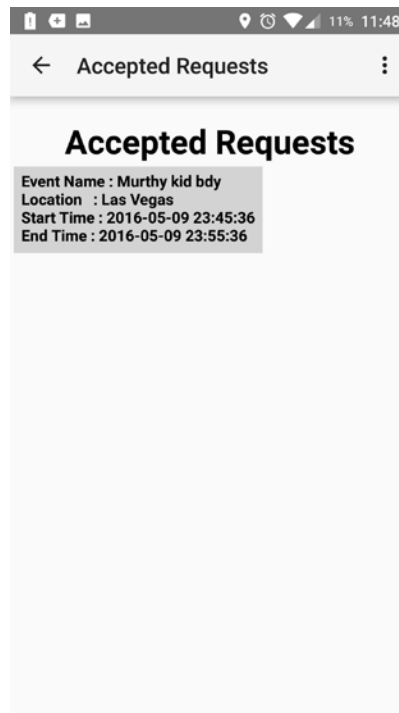 11% 11:48
Accepted Requests
Accepted Requests
Event Name : Murthy kid bdy
Location : Las Vegas
Start Time : 2016-05-09 23:45:36
End Time : 2016-05-09 23:55:36